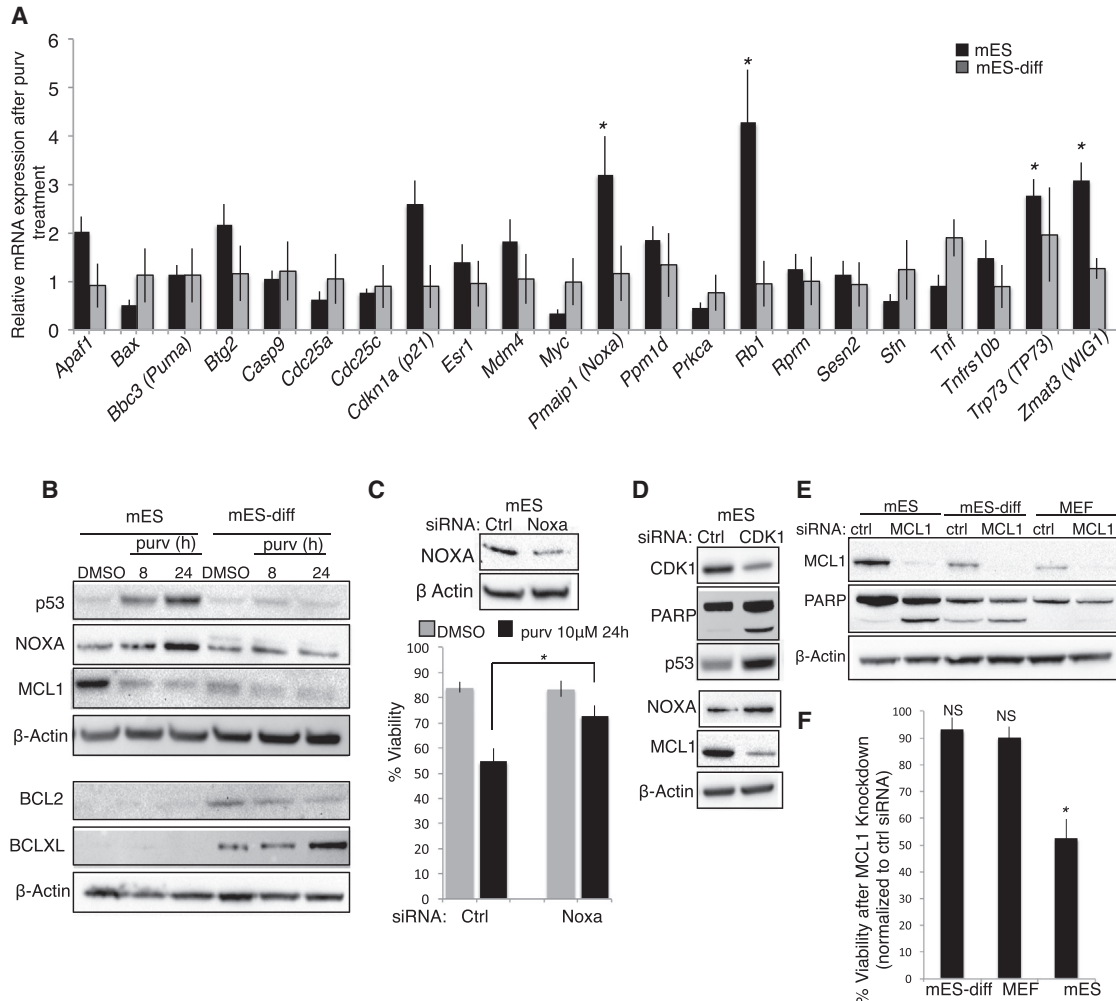 A
Relative mRNA expression after purv
treatment
6
5
4
3
2
1
0
mES
mES-diff
*
*
*
*
Apaf1
Bax
Bbc3 (Puma)
Btg2
Casp9
Cdc25a
Cdc25c
Cdkn1a (p21)
Esr1
Mdm4
Myc
Pmaip1 (Noxa)
Ppm1d
Prkca
Rb1
Rprm
Sesn2
Sfn
Tnf
Tnfrs10b
Trp73 (TP73)
Zmat3 (WIG1)
B
mES mES-diff
purv (h) purv (h)
DMSO 8 24 DMSO 8 24
p53
NOXA
MCL1
β-Actin
BCL2
BCLXL
β-Actin
C
mES
siRNA: Ctrl Noxa
NOXA
β Actin
DMSO purv 10μM 24h
% Viability
100
90
80
70
60
50
40
30
20
10
0
*
siRNA: Ctrl Noxa
D
mES
siRNA: Ctrl CDK1
CDK1
PARP
p53
NOXA
MCL1
β-Actin
E
mES mES-diff MEF
siRNA: ctrl MCL1 ctrl MCL1 ctrl MCL1
MCL1
PARP
β-Actin
F
% Viability after MCL1 Knockdown
(normalized to ctrl siRNA)
100
90
80
70
60
50
40
30
20
10
0
NS
NS
*
mES-diff MEF mES